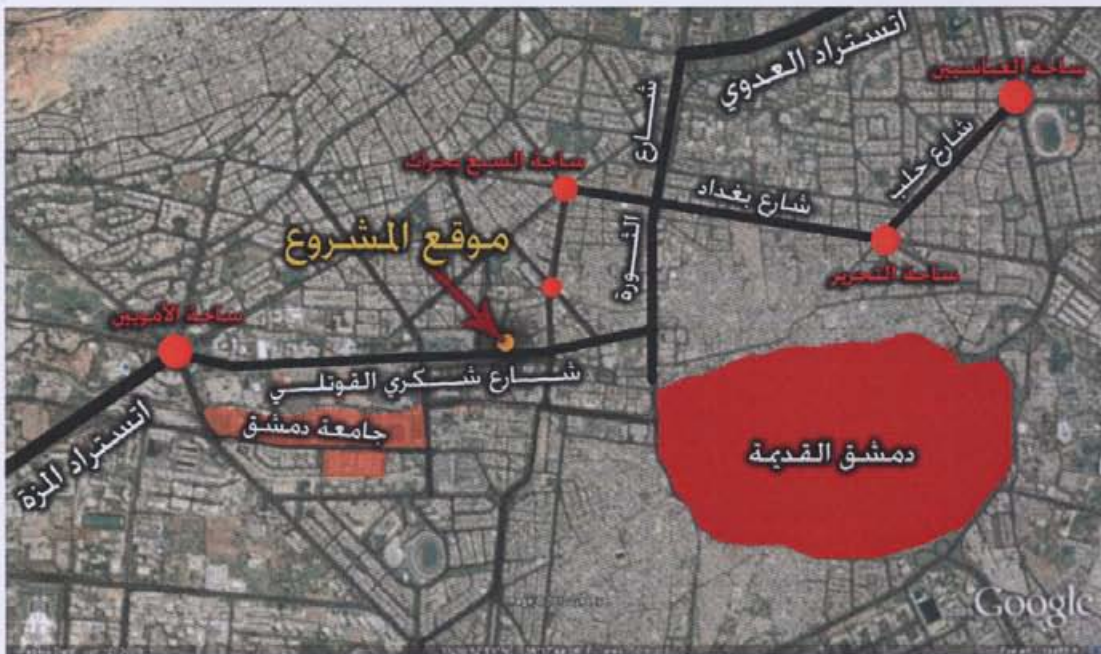 اتستراد العدوي
ساحة العباسيين
شارع
شارع حلب
ساحة السبع بحرات
شارع بغداد
الثورة
موقع المشروع
ساحة التحرير
ساحة الأمويين
شارع شكري القوتلي
اتستراد المزة
جامعة دمشق
دمشق القديمة
Google